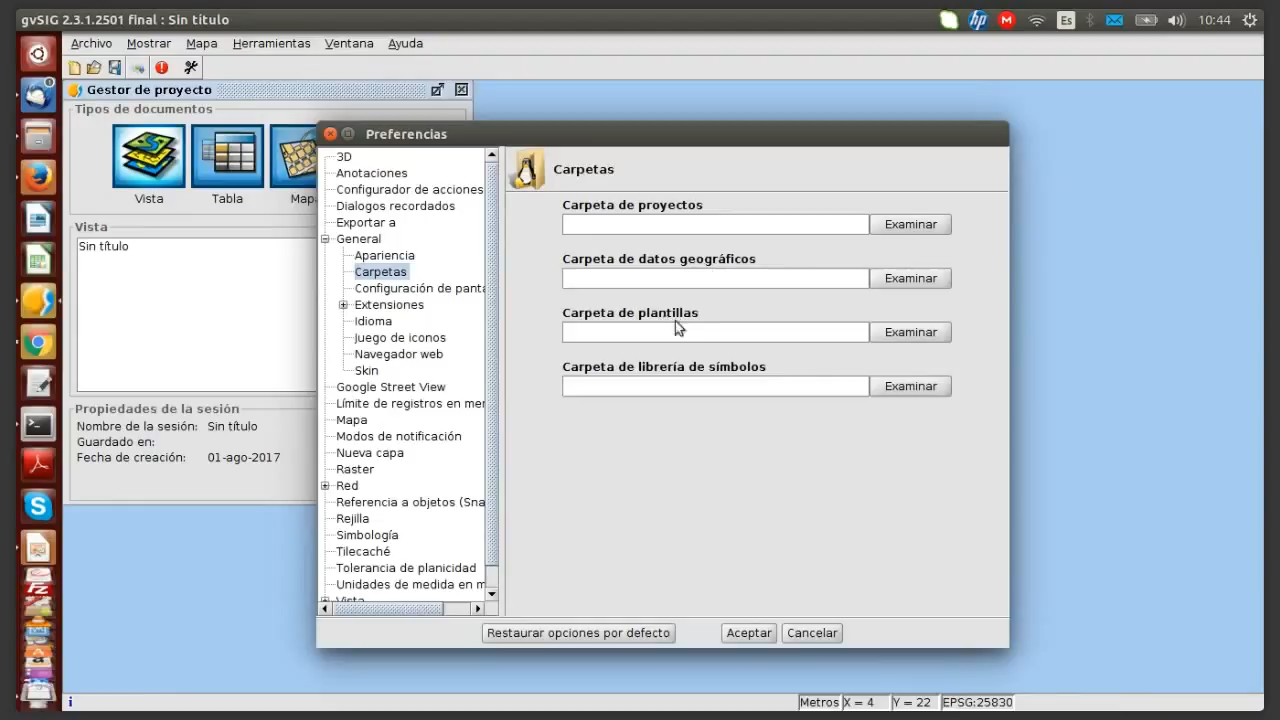 gvSIG 2.3.1.2501 final : Sin título
Es
10:44
Archivo Mostrar Mapa Herramientas Ventana Ayuda
Gestor de proyecto
Tipos de documentos
Vista Tabla Map
Vista
Sin título
Propiedades de la sesión
Nombre de la sesión: Sin título
Guardado en:
Fecha de creación: 01-ago-2017
Preferencias
3D
Anotaciones
Configurador de acciones
Dialogos recordados
Exportar a
General
Apariencia
Carpetas
Configuración de panta
Extensiones
Idioma
Juego de iconos
Navegador web
Skin
Google Street View
Límite de registros en mem
Mapa
Modos de notificación
Nueva capa
Raster
Red
Referencia a objetos (Sna
Rejilla
Simbología
Tilecaché
Tolerancia de planicidad
Unidades de medida en m
Vista
Carpetas
Carpeta de proyectos
Examinar
Carpeta de datos geográficos
Examinar
Carpeta de plantillas
Examinar
Carpeta de librería de símbolos
Examinar
Restaurar opciones por defecto Aceptar Cancelar
Metros X = 4 Y = 22 EPSG:25830